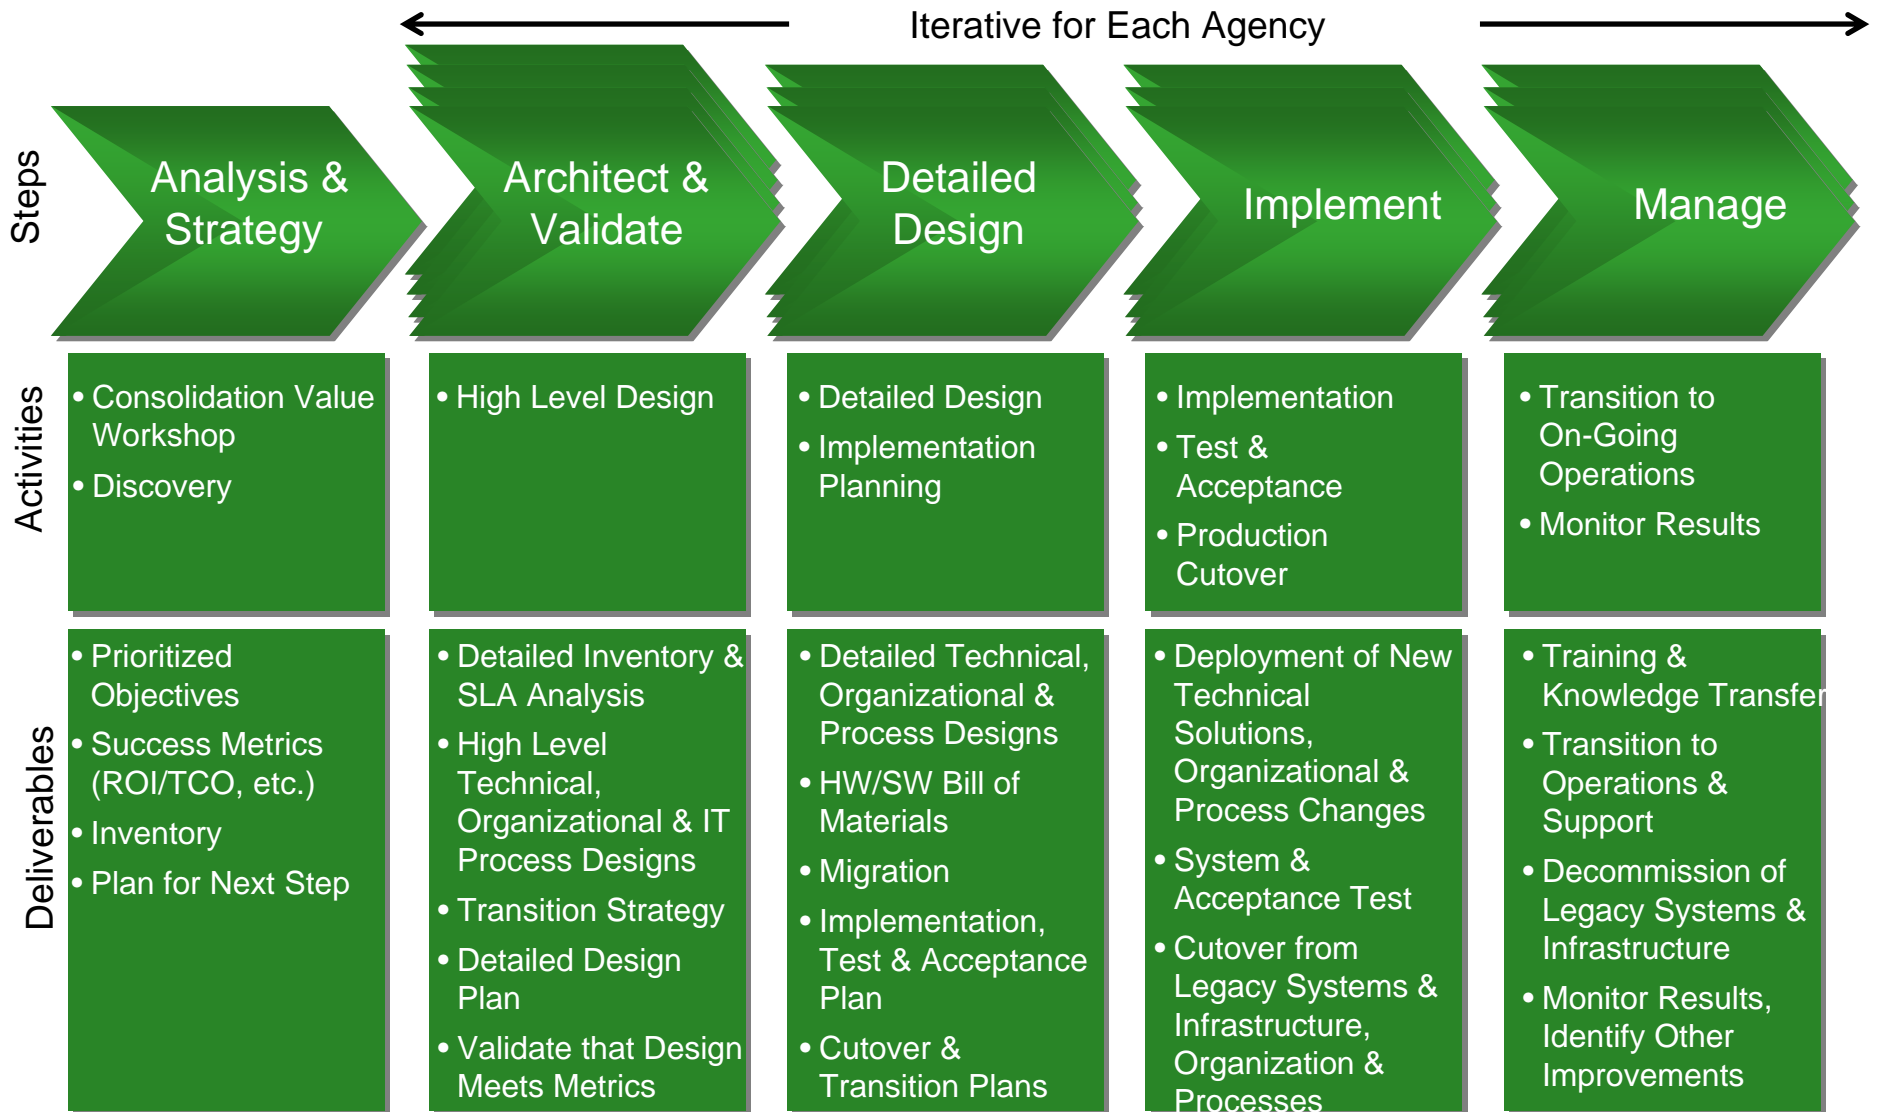 Iterative for Each Agency
Steps
Analysis &
Strategy
Architect &
Validate
Detailed
Design
Implement
Manage
Activities
• Consolidation Value
Workshop
• Discovery
• High Level Design
• Detailed Design
• Implementation
Planning
• Implementation
• Test &
Acceptance
• Production
Cutover
• Transition to
On-Going
Operations
• Monitor Results
Deliverables
• Prioritized
Objectives
• Success Metrics
(ROI/TCO, etc.)
• Inventory
• Plan for Next Step
• Detailed Inventory &
SLA Analysis
• High Level
Technical,
Organizational & IT
Process Designs
• Transition Strategy
• Detailed Design
Plan
• Validate that Design
Meets Metrics
• Detailed Technical,
Organizational &
Process Designs
• HW/SW Bill of
Materials
• Migration
• Implementation,
Test & Acceptance
Plan
• Cutover &
Transition Plans
• Deployment of New
Technical
Solutions,
Organizational &
Process Changes
• System &
Acceptance Test
• Cutover from
Legacy Systems &
Infrastructure,
Organization &
Processes
• Training &
Knowledge Transfer
• Transition to
Operations &
Support
• Decommission of
Legacy Systems &
Infrastructure
• Monitor Results,
Identify Other
Improvements